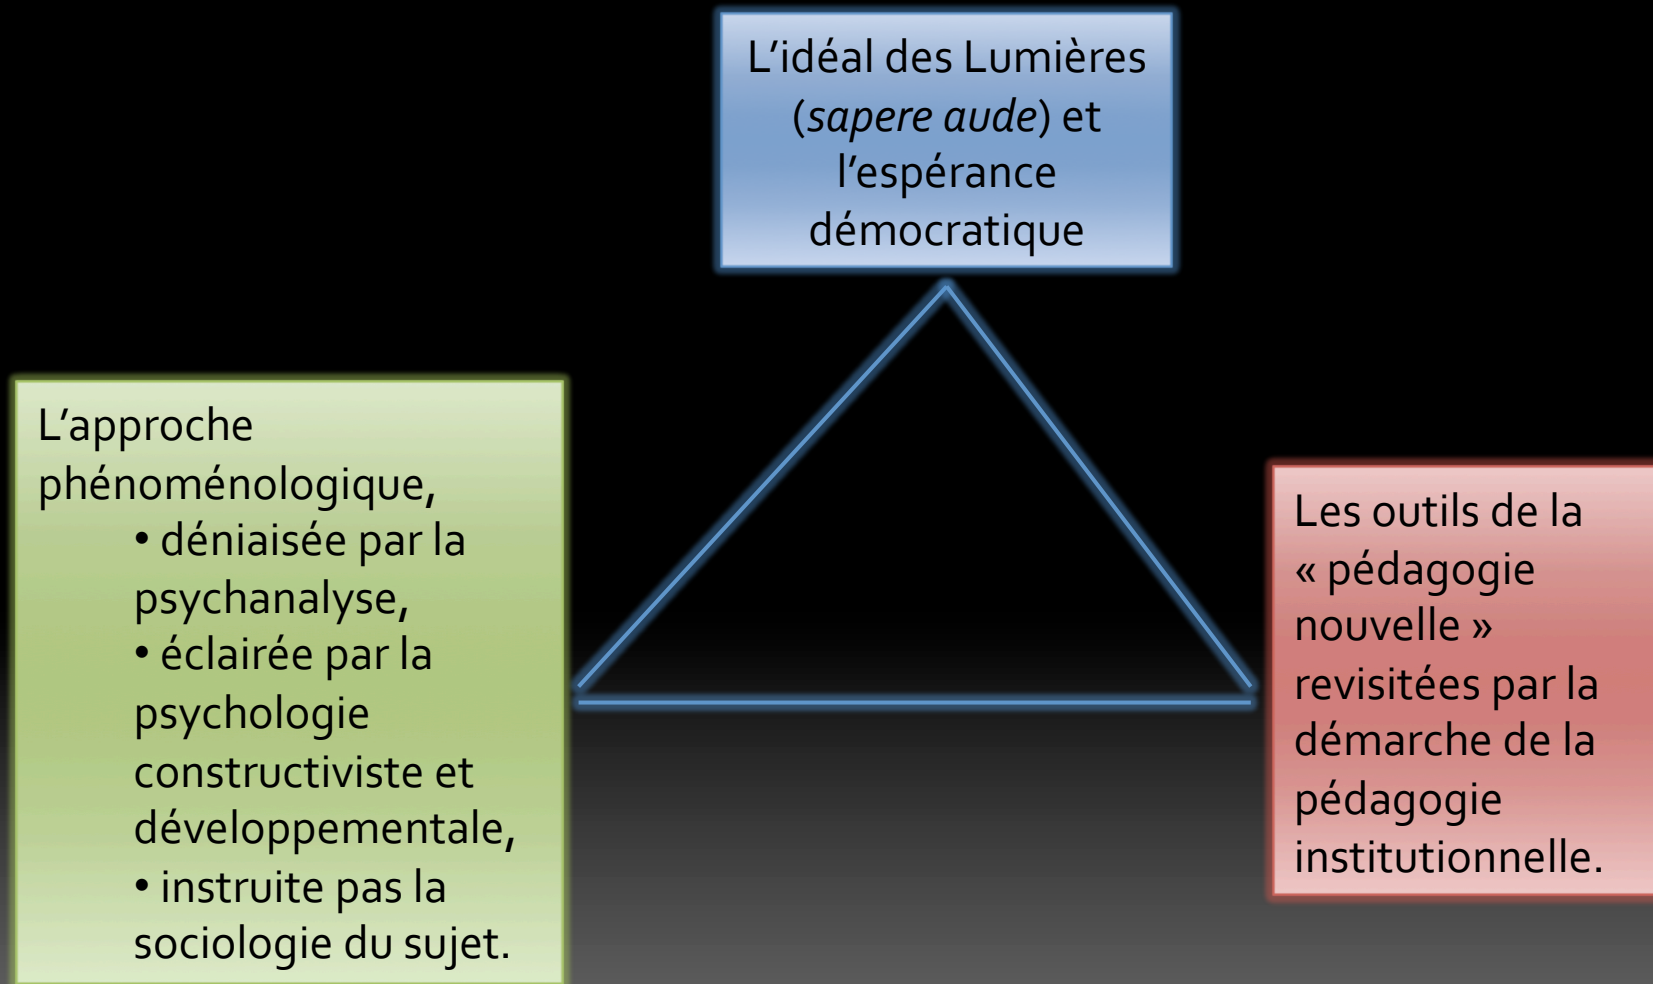 L’idéal des Lumières
(sapere aude) et
l’espérance
démocratique
L’approche
phénoménologique,
• déniaisée par la
psychanalyse,
• éclairée par la
psychologie
constructiviste et
développementale,
• instruite pas la
sociologie du sujet.
Les outils de la
« pédagogie
nouvelle »
revisitées par la
démarche de la
pédagogie
institutionnelle.